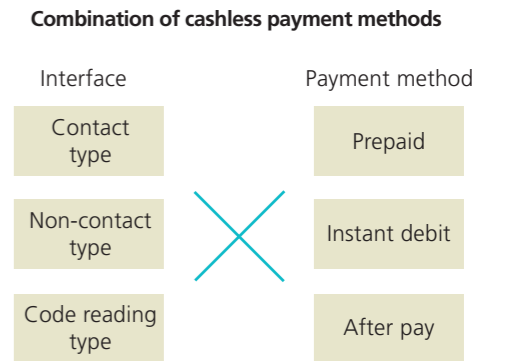 Combination of cashless payment methods
Interface
Payment method
Contact
type
Prepaid
Non-contact
type
Instant debit
Code reading
type
After pay